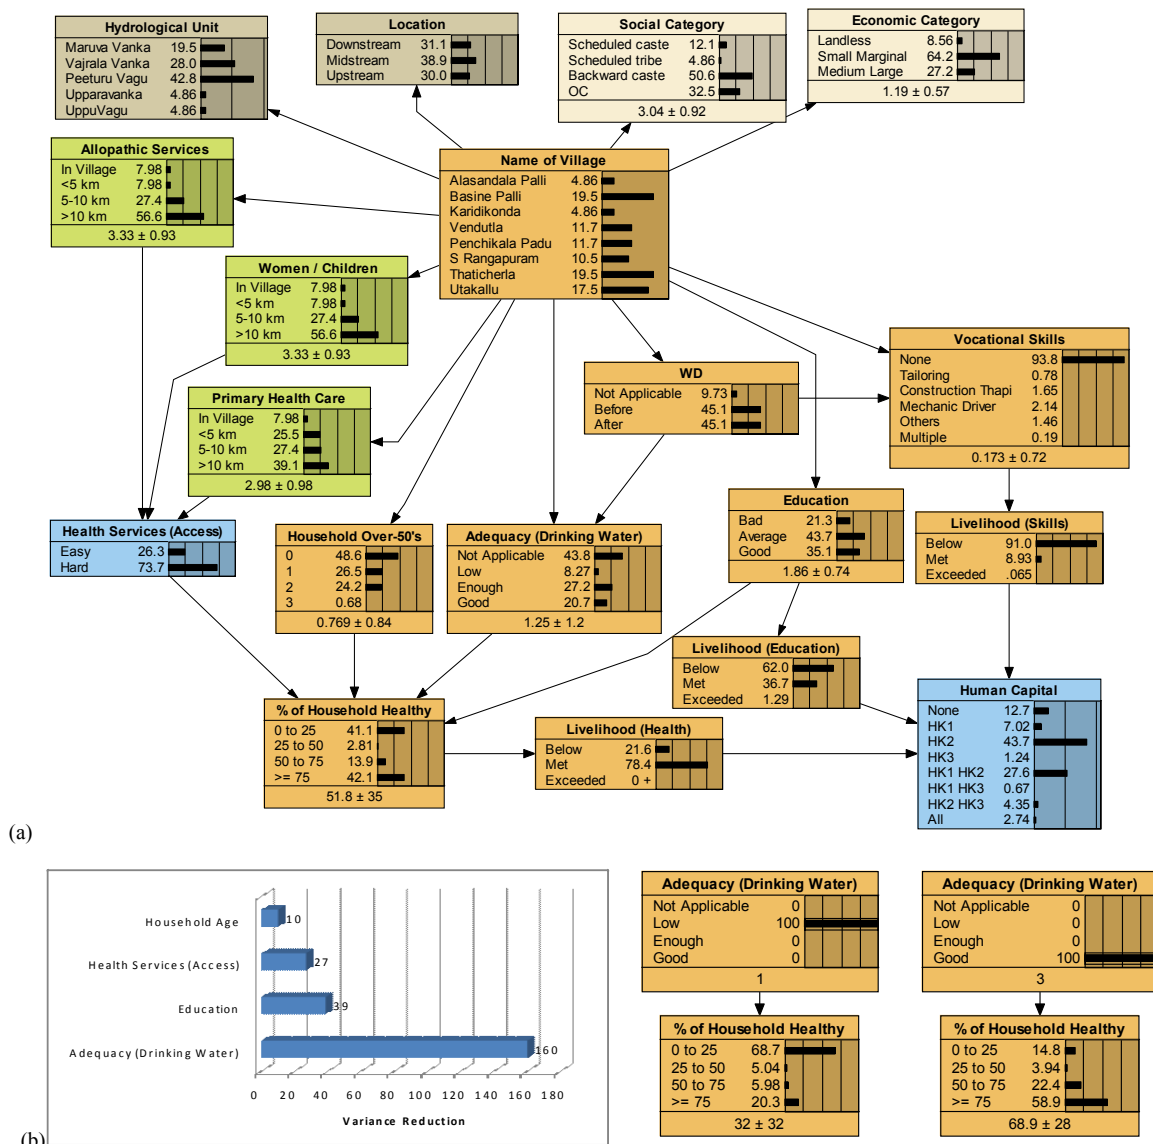 Hydrological Unit
Maruva Vanka 19.5
Vajrala Vanka 28.0
Peeturu Vagu 42.8
Upparavanka 4.86
UppuVagu 4.86
Location
Downstream 31.1
Midstream 38.9
Upstream 30.0
Social Category
Scheduled caste 12.1
Scheduled tribe 4.86
Backward caste 50.6
OC 32.5
3.04 ± 0.92
Economic Category
Landless 8.56
Small Marginal 64.2
Medium Large 27.2
1.19 ± 0.57
Allopathic Services
In Village 7.98
<5 km 7.98
5-10 km 27.4
>10 km 56.6
3.33 ± 0.93
Name of Village
Alasandala Palli 4.86
Basine Palli 19.5
Karidikonda 4.86
Vendutla 11.7
Penchikala Padu 11.7
S Rangapuram 10.5
Thaticherla 19.5
Utakallu 17.5
Women / Children
In Village 7.98
<5 km 7.98
5-10 km 27.4
>10 km 56.6
3.33 ± 0.93
Vocational Skills
None 93.8
Tailoring 0.78
Construction Thapi 1.65
Mechanic Driver 2.14
Others 1.46
Multiple 0.19
0.173 ± 0.72
WD
Not Applicable 9.73
Before 45.1
After 45.1
Primary Health Care
In Village 7.98
<5 km 25.5
5-10 km 27.4
>10 km 39.1
2.98 ± 0.98
Health Services (Access)
Easy 26.3
Hard 73.7
Household Over-50's
0 48.6
1 26.5
2 24.2
3 0.68
0.769 ± 0.84
Adequacy (Drinking Water)
Not Applicable 43.8
Low 8.27
Enough 27.2
Good 20.7
1.25 ± 1.2
Education
Bad 21.3
Average 43.7
Good 35.1
1.86 ± 0.74
Livelihood (Skills)
Below 91.0
Met 8.93
Exceeded .065
Livelihood (Education)
Below 62.0
Met 36.7
Exceeded 1.29
% of Household Healthy
0 to 25 41.1
25 to 50 2.81
50 to 75 13.9
>= 75 42.1
51.8 ± 35
Livelihood (Health)
Below 21.6
Met 78.4
Exceeded 0 +
Human Capital
None 12.7
HK1 7.02
HK2 43.7
HK3 1.24
HK1 HK2 27.6
HK1 HK3 0.67
HK2 HK3 4.35
All 2.74
(a)
Household Age 10
Health Services (Access) 27
Education 39
Adequacy (Drinking Water) 160
0 20 40 60 80 100 120 140 160 180
Variance Reduction
(b)
Adequacy (Drinking Water)
Not Applicable 0
Low 100
Enough 0
Good 0
1
% of Household Healthy
0 to 25 68.7
25 to 50 5.04
50 to 75 5.98
>= 75 20.3
32 ± 32
Adequacy (Drinking Water)
Not Applicable 0
Low 0
Enough 0
Good 100
3
% of Household Healthy
0 to 25 14.8
25 to 50 3.94
50 to 75 22.4
>= 75 58.9
68.9 ± 28